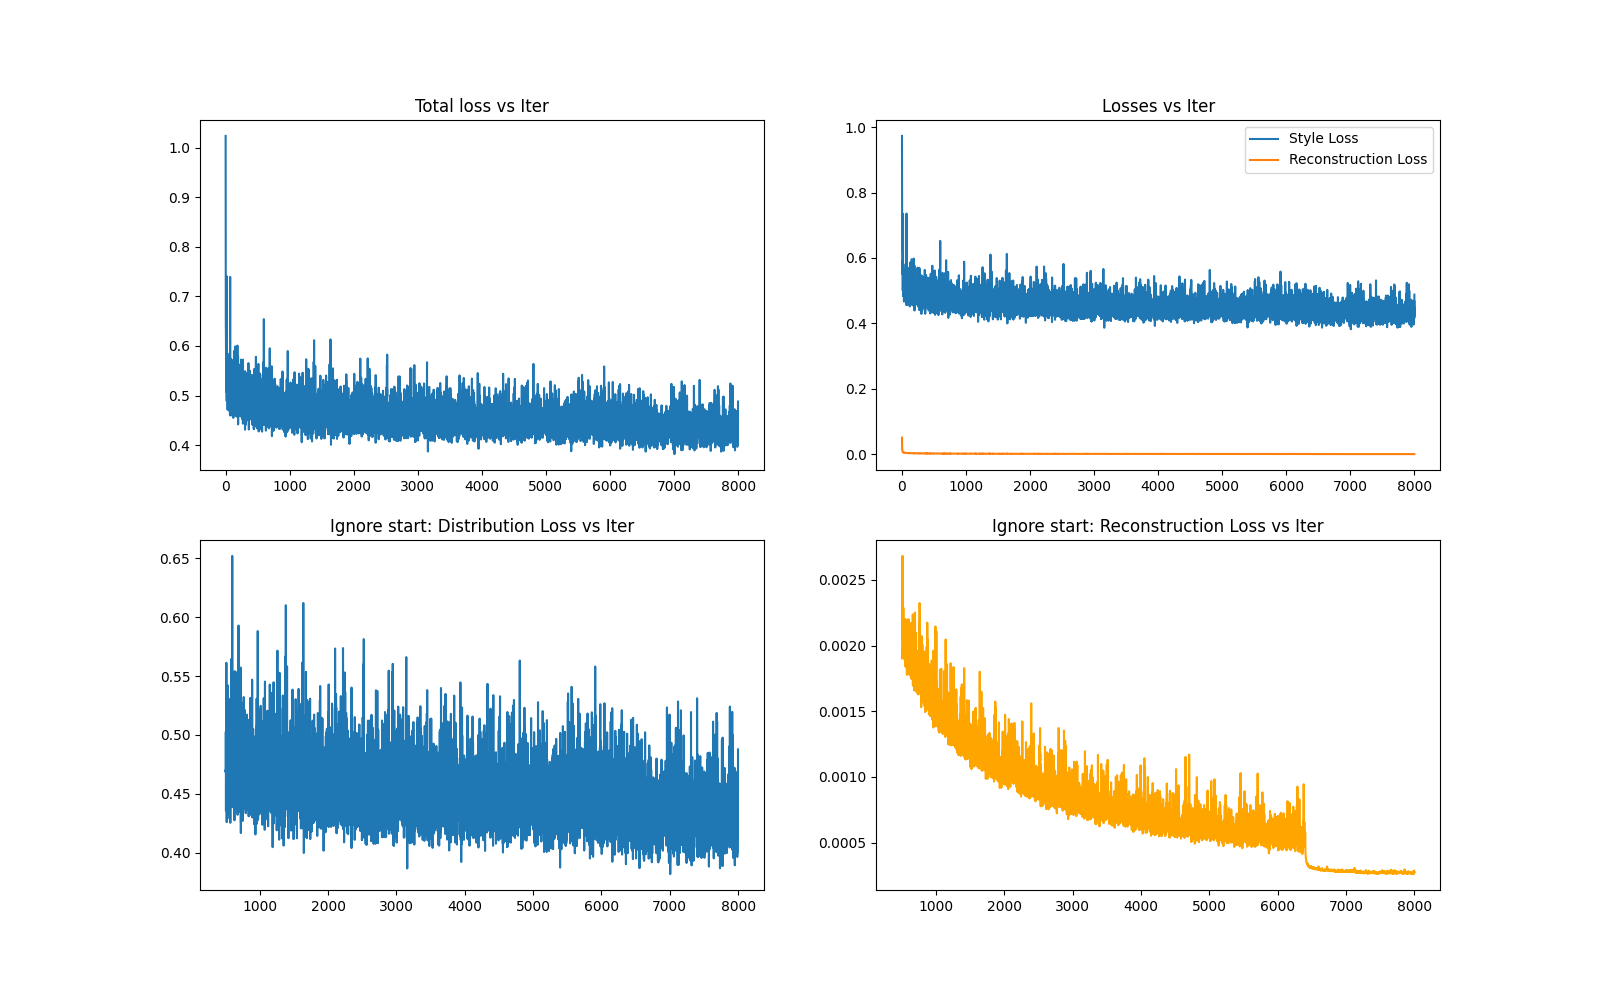 Total loss vs Iter
1.0
0.9
0.8
0.7
0.6
0.5
0.4
0 1000 2000 3000 4000 5000 6000 7000 8000
Losses vs Iter
Style Loss
Reconstruction Loss
1.0
0.8
0.6
0.4
0.2
0.0
0 1000 2000 3000 4000 5000 6000 7000 8000
Ignore start: Distribution Loss vs Iter
0.65
0.60
0.55
0.50
0.45
0.40
1000 2000 3000 4000 5000 6000 7000 8000
Ignore start: Reconstruction Loss vs Iter
0.0025
0.0020
0.0015
0.0010
0.0005
1000 2000 3000 4000 5000 6000 7000 8000